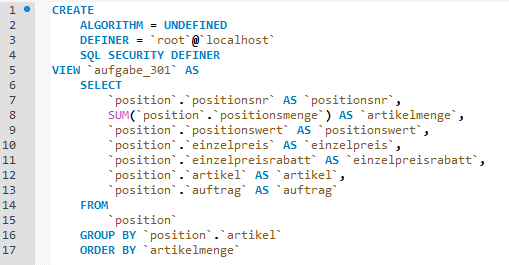 1 CREATE
2 ALGORITHM = UNDEFINED
3 DEFINER = `root`@`localhost`
4 SQL SECURITY DEFINER
5 VIEW `aufgabe_301` AS
6 SELECT
7 `position`.`positionsnr` AS `positionsnr`,
8 SUM(`position`.`positionsmenge`) AS `artikelmenge`,
9 `position`.`positionswert` AS `positionswert`,
10 `position`.`einzelpreis` AS `einzelpreis`,
11 `position`.`einzelpreisrabatt` AS `einzelpreisrabatt`,
12 `position`.`artikel` AS `artikel`,
13 `position`.`auftrag` AS `auftrag`
14 FROM
15 `position`
16 GROUP BY `position`.`artikel`
17 ORDER BY `artikelmenge`